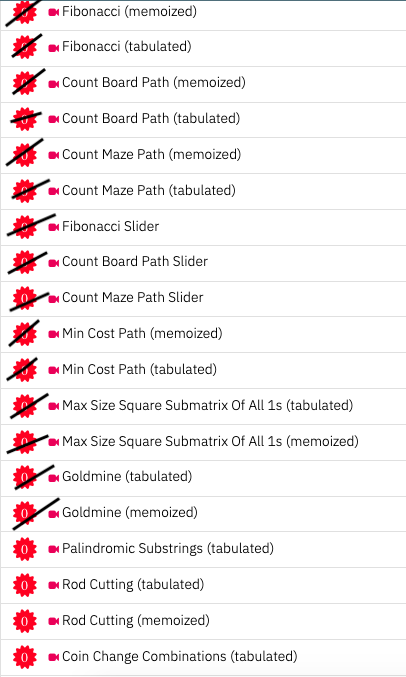 0 Fibonacci (memoized)
0 Fibonacci (tabulated)
0 Count Board Path (memoized)
0 Count Board Path (tabulated)
0 Count Maze Path (memoized)
0 Count Maze Path (tabulated)
0 Fibonacci Slider
0 Count Board Path Slider
0 Count Maze Path Slider
0 Min Cost Path (memoized)
0 Min Cost Path (tabulated)
0 Max Size Square Submatrix Of All 1s (tabulated)
0 Max Size Square Submatrix Of All 1s (memoized)
0 Goldmine (tabulated)
0 Goldmine (memoized)
0 Palindromic Substrings (tabulated)
0 Rod Cutting (tabulated)
0 Rod Cutting (memoized)
0 Coin Change Combinations (tabulated)